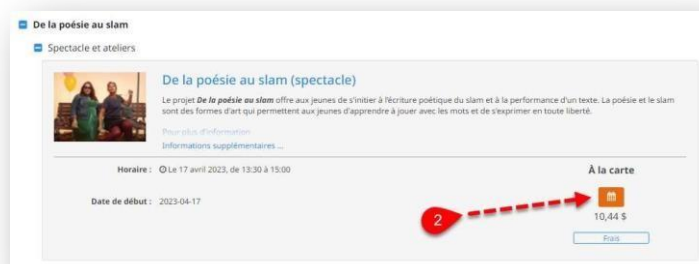 De la poésie au slam
Spectacle et ateliers
De la poésie au slam (spectacle)
Le projet De la poésie au slam offre aux jeunes de s'initier à l'écriture poétique du slam et à la performance d'un texte. La poésie et le slam
sont des formes d'art qui permettent aux jeunes d'apprendre à jouer avec les mots et de s'exprimer en toute liberté.
Pour plus d'information
Informations supplémentaires ...
Horaire : Le 17 avril 2023, de 13:30 à 15:00
À la carte
Date de début : 2023-04-17
2
10,44 $
Frais